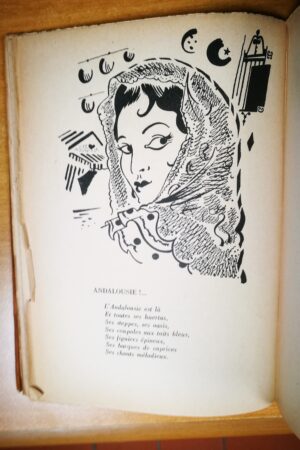 ANDALOUSIE !...
L'Andalousie est là
Et toutes ses huertas,
Ses steppes, ses oasis,
Ses coupoles aux toits bleus,
Ses figuiers épineux,
Ses barques de caprices
Ses chants mélodieux.